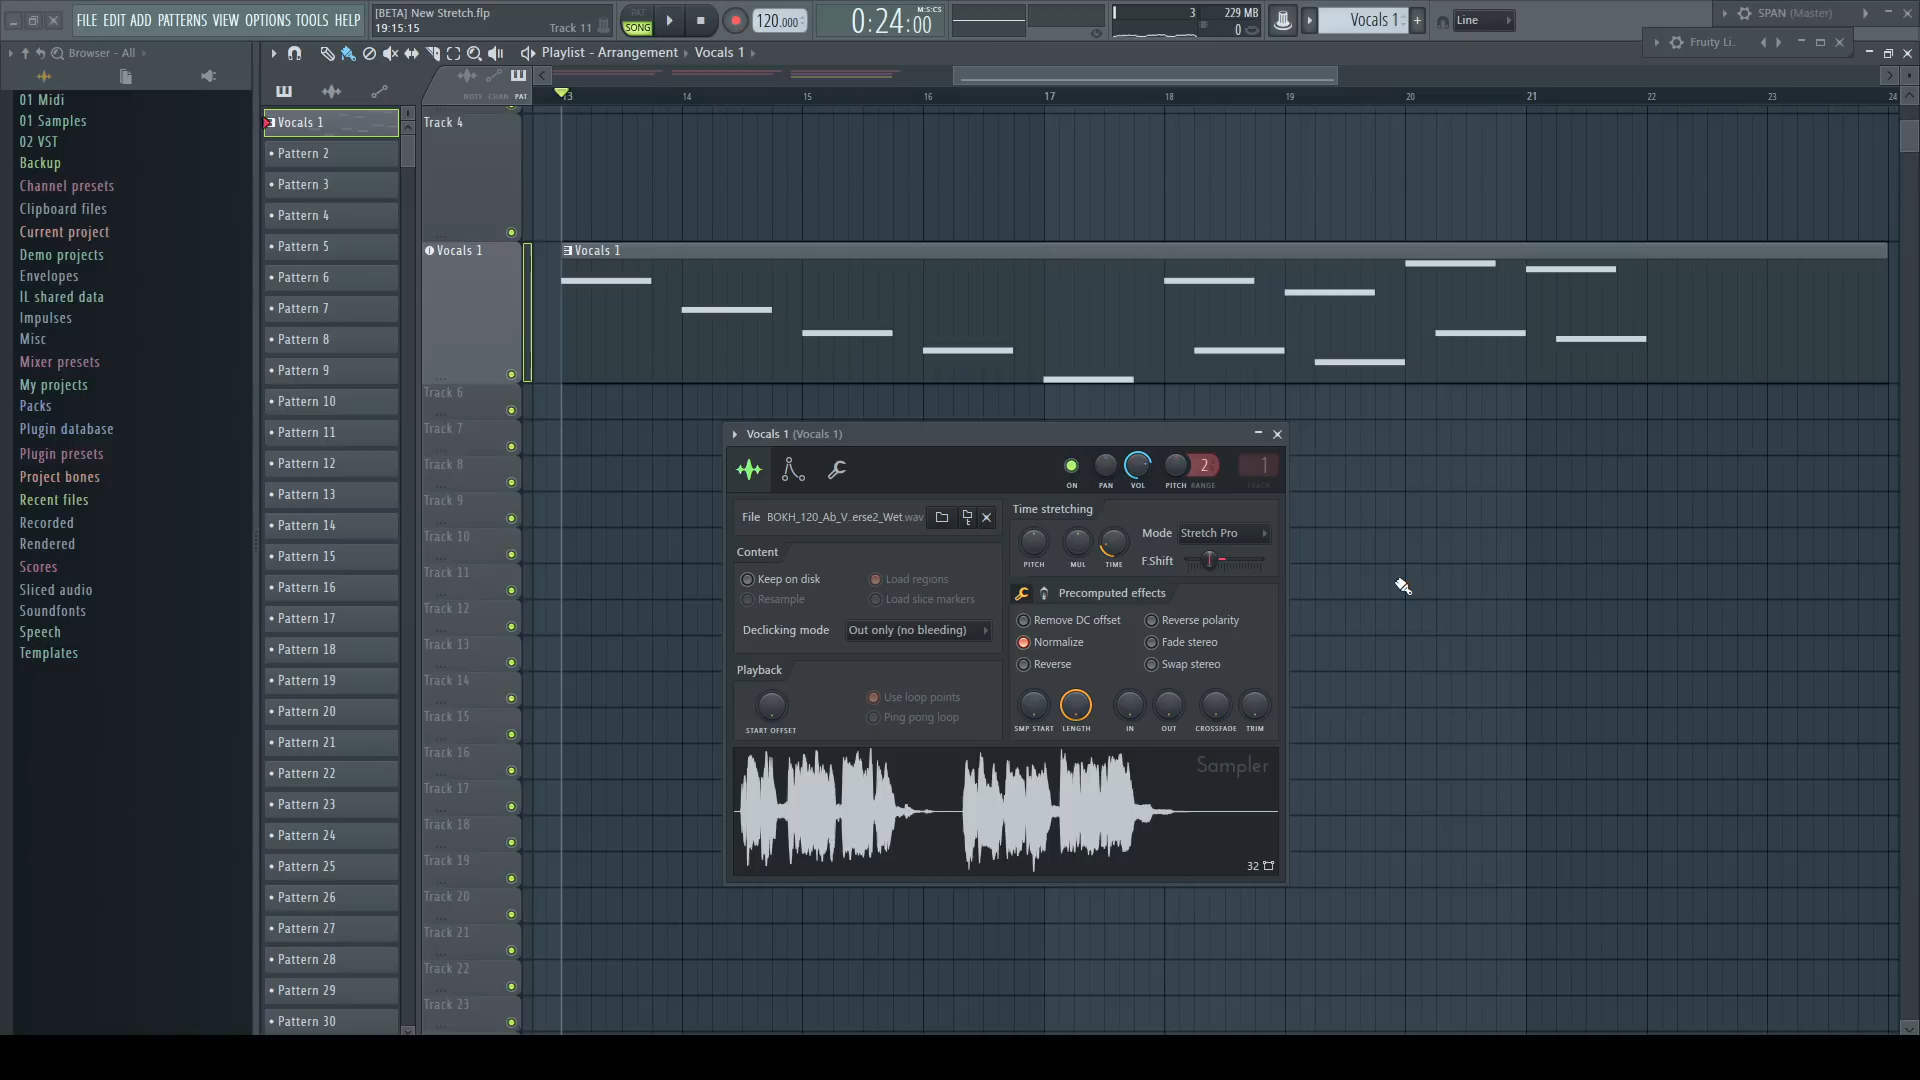 FILE EDIT ADD PATTERNS VIEW OPTIONS TOOLS HELP
[BETA] New Stretch.flp
19:15:15 Track 11
PAT
SONG
120.000
0:24:00
M:S:CS
3 229 MB
0
Vocals 1
Line
SPAN (Master)
Fruity Li..
Browser - All
Playlist - Arrangement Vocals 1
NOTE CHAN PAT
13 14 15 16 17 18 19 20 21 22 23 24
01 Midi
01 Samples
02 VST
Backup
Channel presets
Clipboard files
Current project
Demo projects
Envelopes
IL shared data
Impulses
Misc
Mixer presets
My projects
Packs
Plugin database
Plugin presets
Project bones
Recent files
Recorded
Rendered
Scores
Sliced audio
Soundfonts
Speech
Templates
Vocals 1
Pattern 2
Pattern 3
Pattern 4
Pattern 5
Pattern 6
Pattern 7
Pattern 8
Pattern 9
Pattern 10
Pattern 11
Pattern 12
Pattern 13
Pattern 14
Pattern 15
Pattern 16
Pattern 17
Pattern 18
Pattern 19
Pattern 20
Pattern 21
Pattern 22
Pattern 23
Pattern 24
Pattern 25
Pattern 26
Pattern 27
Pattern 28
Pattern 29
Pattern 30
Track 4
Vocals 1
Vocals 1
Track 6
Track 7
Track 8
Track 9
Track 10
Track 11
Track 12
Track 13
Track 14
Track 15
Track 16
Track 17
Track 18
Track 19
Track 20
Track 21
Track 22
Track 23
Vocals 1 (Vocals 1)
2
1
ON PAN VOL PITCH RANGE TRACK
File BOKH_120_Ab_V..erse2_Wet.wav
Content
Keep on disk
Load regions
Resample
Load slice markers
Declicking mode Out only (no bleeding)
Playback
Use loop points
Ping pong loop
START OFFSET
Time stretching
PITCH MUL TIME
Mode Stretch Pro
F.Shift
Precomputed effects
Remove DC offset
Reverse polarity
Normalize
Fade stereo
Reverse
Swap stereo
SMP START LENGTH IN OUT CROSSFADE TRIM
Sampler
32